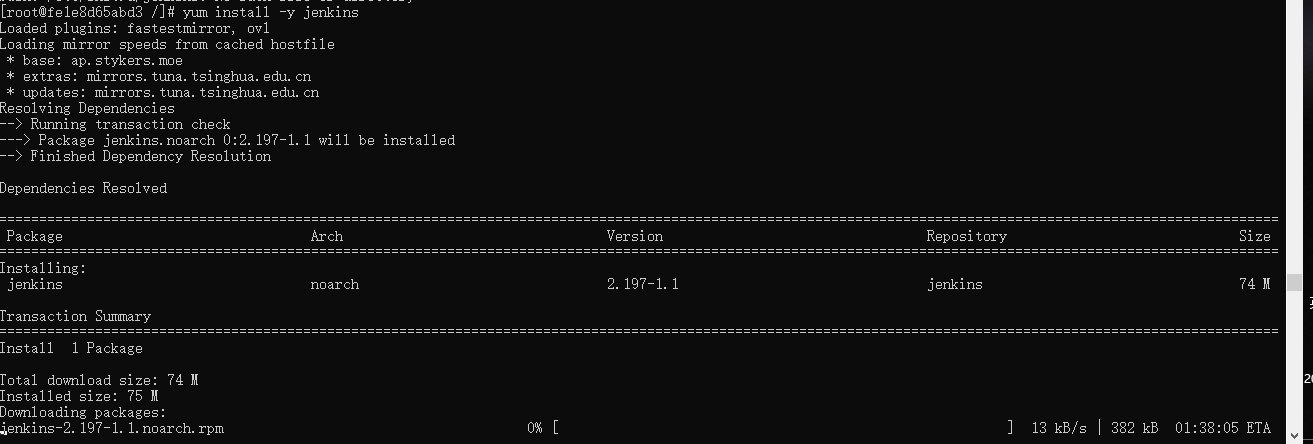 [root@fe1e8d65abd3 /]# yum install -y jenkins
Loaded plugins: fastestmirror, ovl
Loading mirror speeds from cached hostfile
 * base: ap.stykers.moe
 * extras: mirrors.tuna.tsinghua.edu.cn
 * updates: mirrors.tuna.tsinghua.edu.cn
Resolving Dependencies
--> Running transaction check
---> Package jenkins.noarch 0:2.197-1.1 will be installed
--> Finished Dependency Resolution
Dependencies Resolved
Package Arch Version Repository Size
Installing:
jenkins noarch 2.197-1.1 jenkins 74 M
Transaction Summary
Install 1 Package
Total download size: 74 M
Installed size: 75 M
Downloading packages:
jenkins-2.197-1.1.noarch.rpm 0% [ ] 13 kB/s | 382 kB 01:38:05 ETA